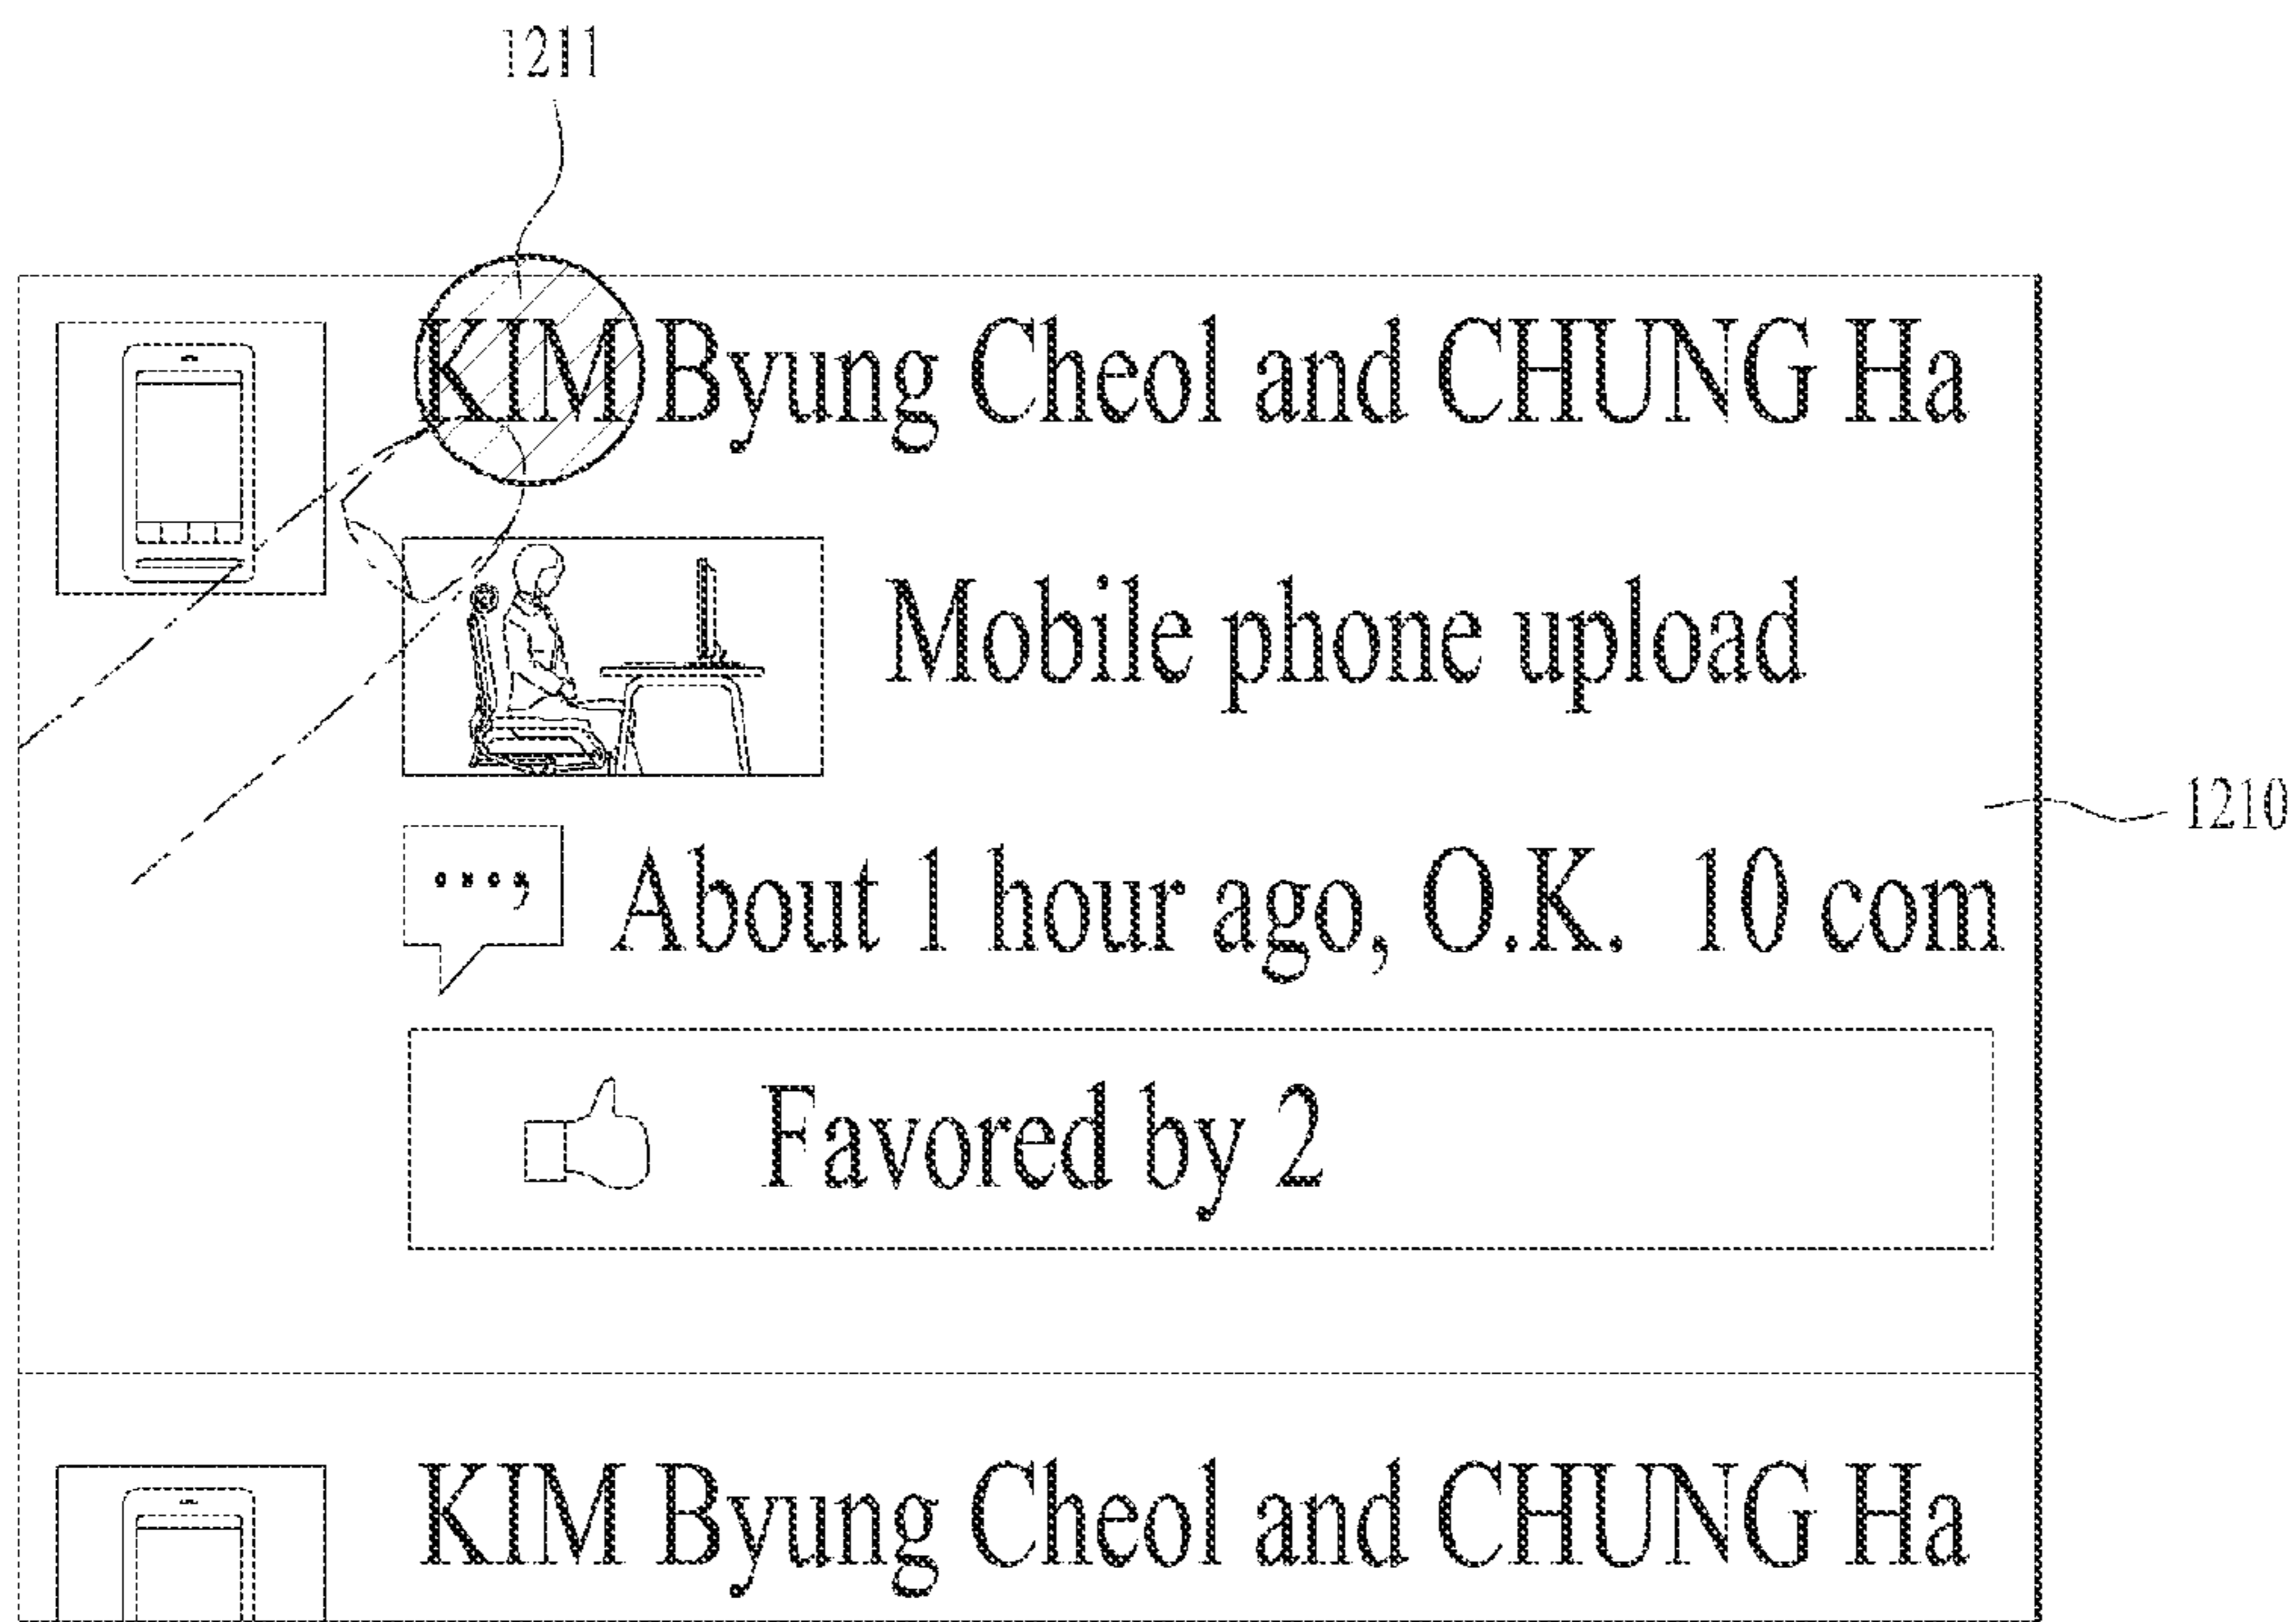 1211
KIM Byung Cheol and CHUNG Ha
Mobile phone upload
1210
About 1 hour ago, O.K. 10 com
Favored by 2
KIM Byung Cheol and CHUNG Ha